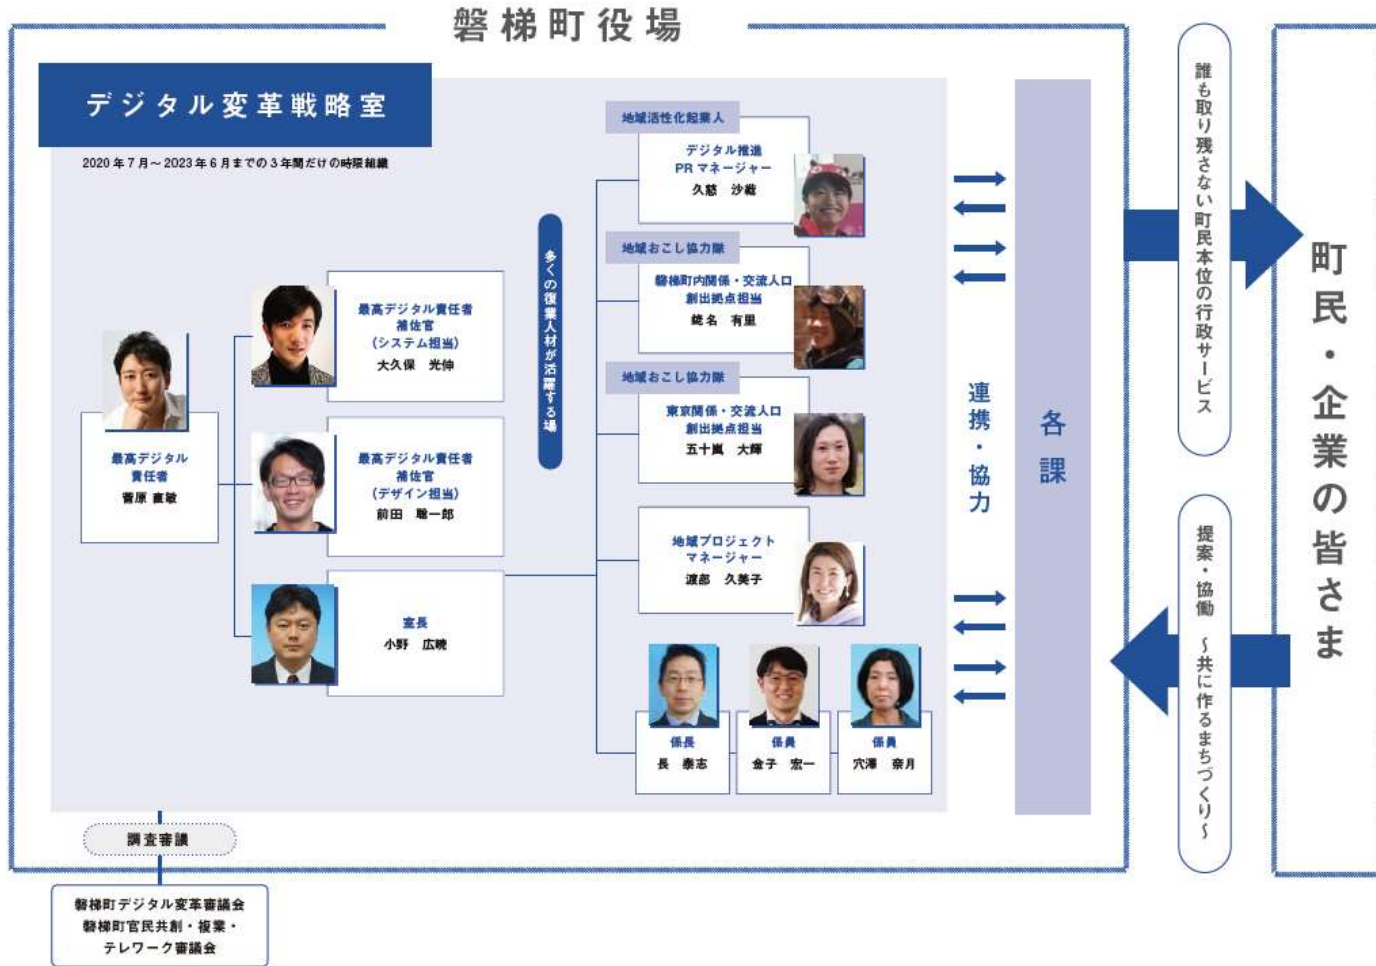 磐梯町役場
デジタル変革戦略室
2020年7月～2023年6月までの3年間だけの時限組織
最高デジタル
責任者
菅原 直敏
最高デジタル責任者
補佐官
(システム担当)
大久保 光伸
最高デジタル責任者
補佐官
(デザイン担当)
前田 聡一郎
室長
小野 広暁
多くの復業人材が活躍する場
地域活性化起業人
デジタル推進
PRマネージャー
久慈 沙織
地域おこし協力隊
磐梯町内関係・交流人口
創出拠点担当
蛯名 有里
地域おこし協力隊
東京関係・交流人口
創出拠点担当
五十嵐 大輝
地域プロジェクト
マネージャー
渡部 久美子
係長
長 泰志
係員
金子 宏一
係員
穴澤 奈月
連携・協力
各課
誰も取り残さない町民本位の行政サービス
提案・協働 ～共に作るまちづくり～
町民・企業の皆さま
調査審議
磐梯町デジタル変革審議会
磐梯町官民共創・複業・
テレワーク審議会